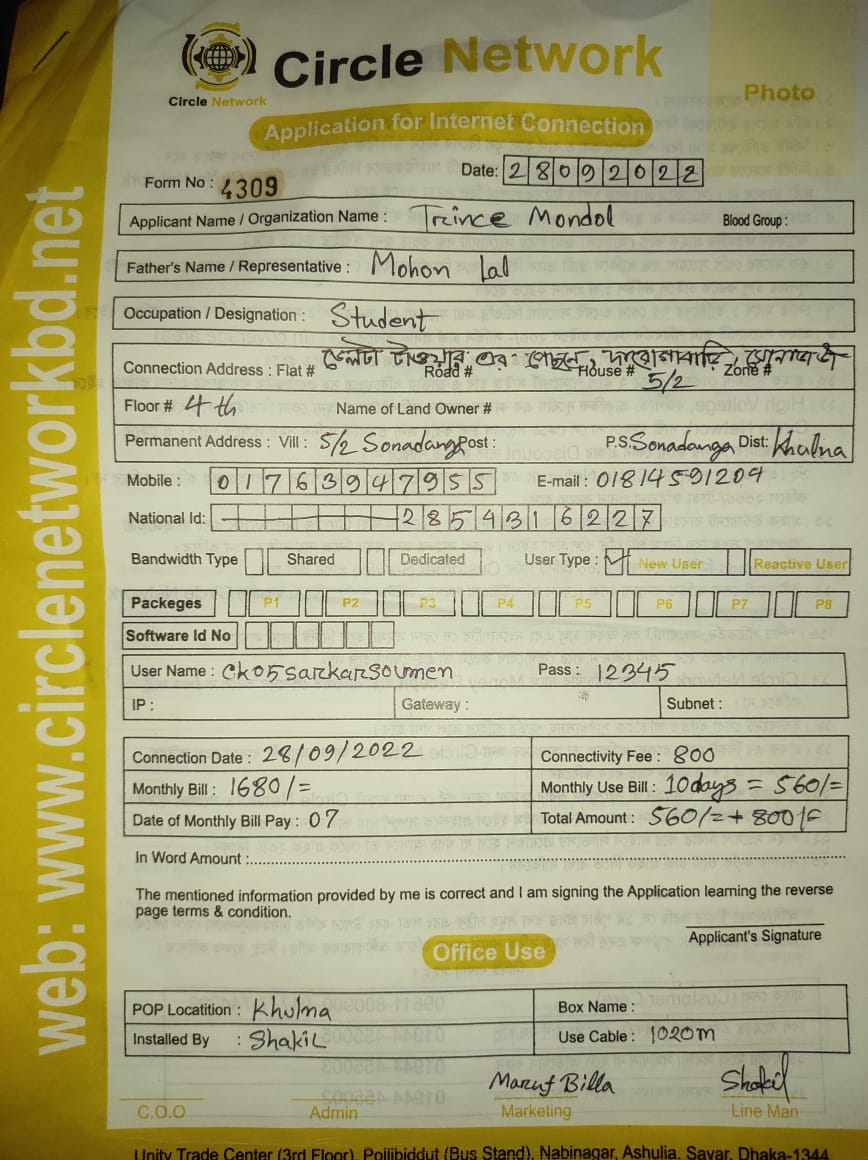 Circle Network
Circle Network
Photo
Application for Internet Connection
Form No : 4309
Date: 28092022
Applicant Name / Organization Name : Trince Mondol Blood Group :
Father's Name / Representative : Mohon Lal
Occupation / Designation : Student
ডেলটা টাওয়ার এর পেছনে, দারোগাবাড়ি,
Connection Address : Flat # Road # House # 5/2 Zone #
Floor # 4th Name of Land Owner #
Permanent Address : Vill : 5/2 Sonadanga Post : P.S. Sonadanga Dist: Khulna
Mobile : 01763947955 E-mail : 01814591209
National Id: 2854316227
Bandwidth Type Shared Dedicated User Type : New User Reactive User
Packeges P1 P2 P3 P4 P5 P6 P7 P8
Software Id No
User Name : Ck05sarkarsoumen Pass : 12345
IP : Gateway : Subnet :
Connection Date : 28/09/2022 Connectivity Fee : 800
Monthly Bill : 1680/= Monthly Use Bill : 10days = 560/=
Date of Monthly Bill Pay : 07 Total Amount : 560/= + 800/=
In Word Amount :
The mentioned information provided by me is correct and I am signing the Application learning the reverse
page terms & condition.
Applicant's Signature
Office Use
POP Locatition : Khulna Box Name :
Installed By : Shakil Use Cable : 1020m
Maruf Billa Shakil
C.O.O Admin Marketing Line Man
Unity Trade Center (3rd Floor), Pollibiddut (Bus Stand), Nabinagar, Ashulia, Savar, Dhaka-1344
web: www.circlenetworkbd.net